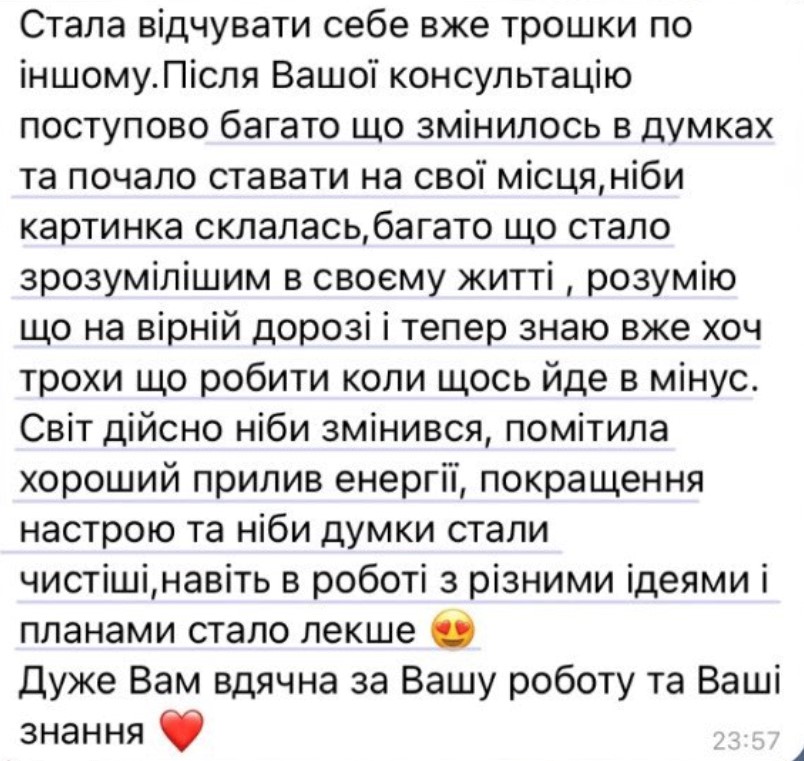 Стала відчувати себе вже трошки по
іншому.Після Вашої консультацію
поступово багато що змінилось в думках
та почало ставати на свої місця,ніби
картинка склалась,багато що стало
зрозумілішим в своєму житті , розумію
що на вірній дорозі і тепер знаю вже хоч
трохи що робити коли щось йде в мінус.
Світ дійсно ніби змінився, помітила
хороший прилив енергії, покращення
настрою та ніби думки стали
чистіші,навіть в роботі з різними ідеями і
планами стало лекше 😍
Дуже Вам вдячна за Вашу роботу та Ваші
знання ❤️
23:57